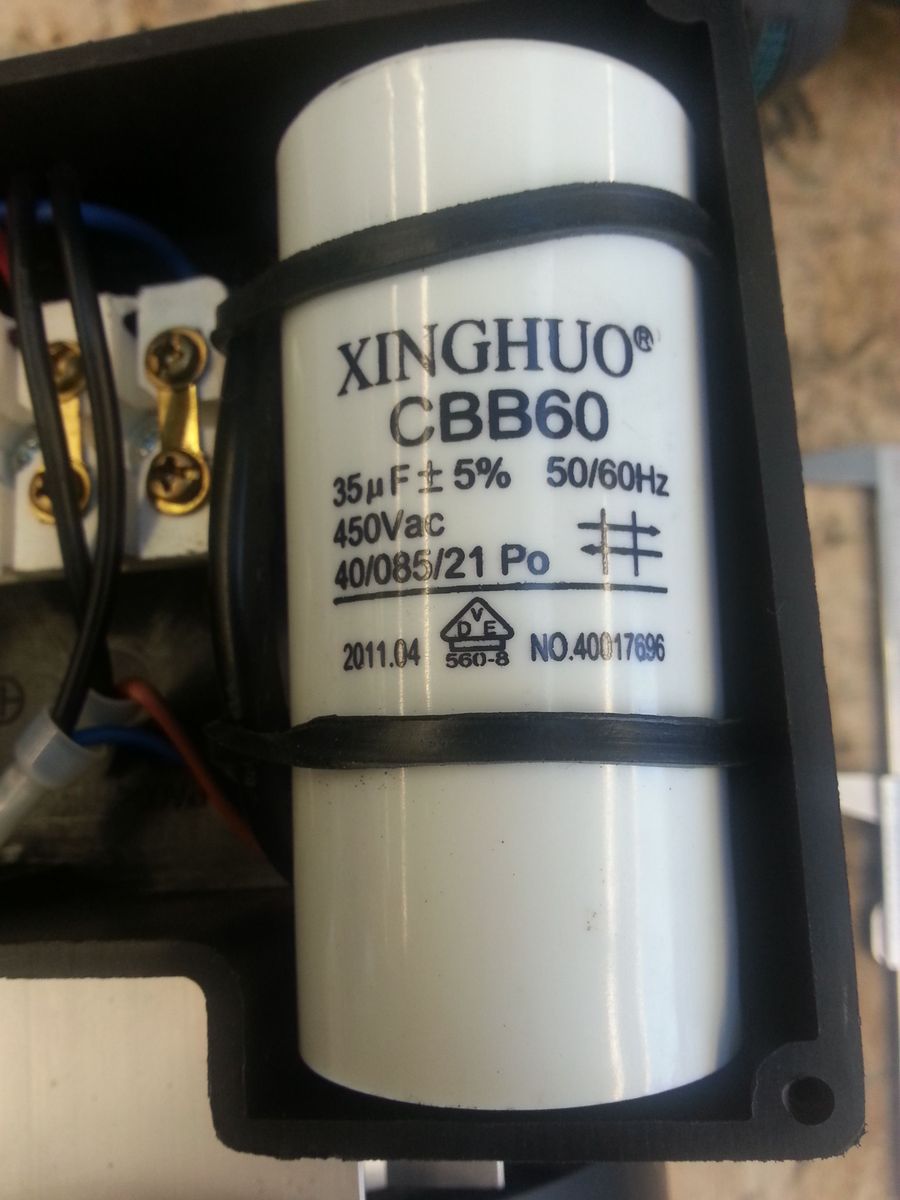 XINGHUO®
CBB60
35μF ± 5% 50/60Hz
450Vac
40/085/21 Po
2011.04 VDE 560-8 NO.40017696